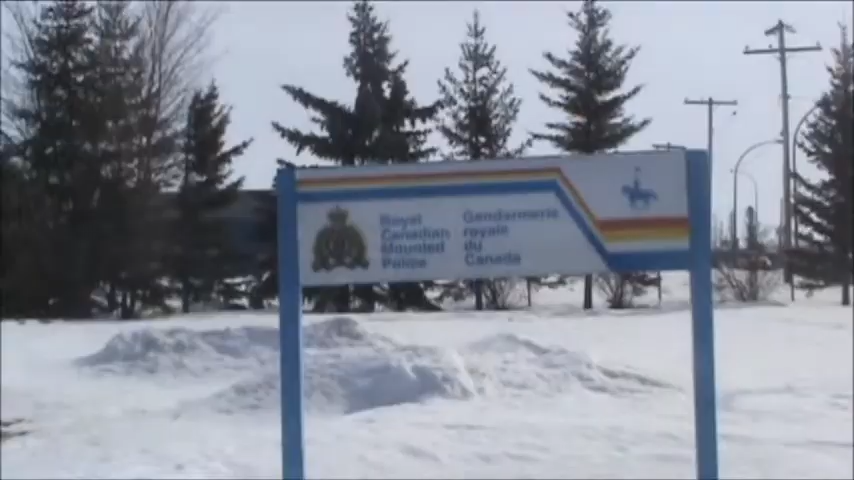 Royal
Canadian
Mounted
Police
Gendarmerie
royale
du
Canada